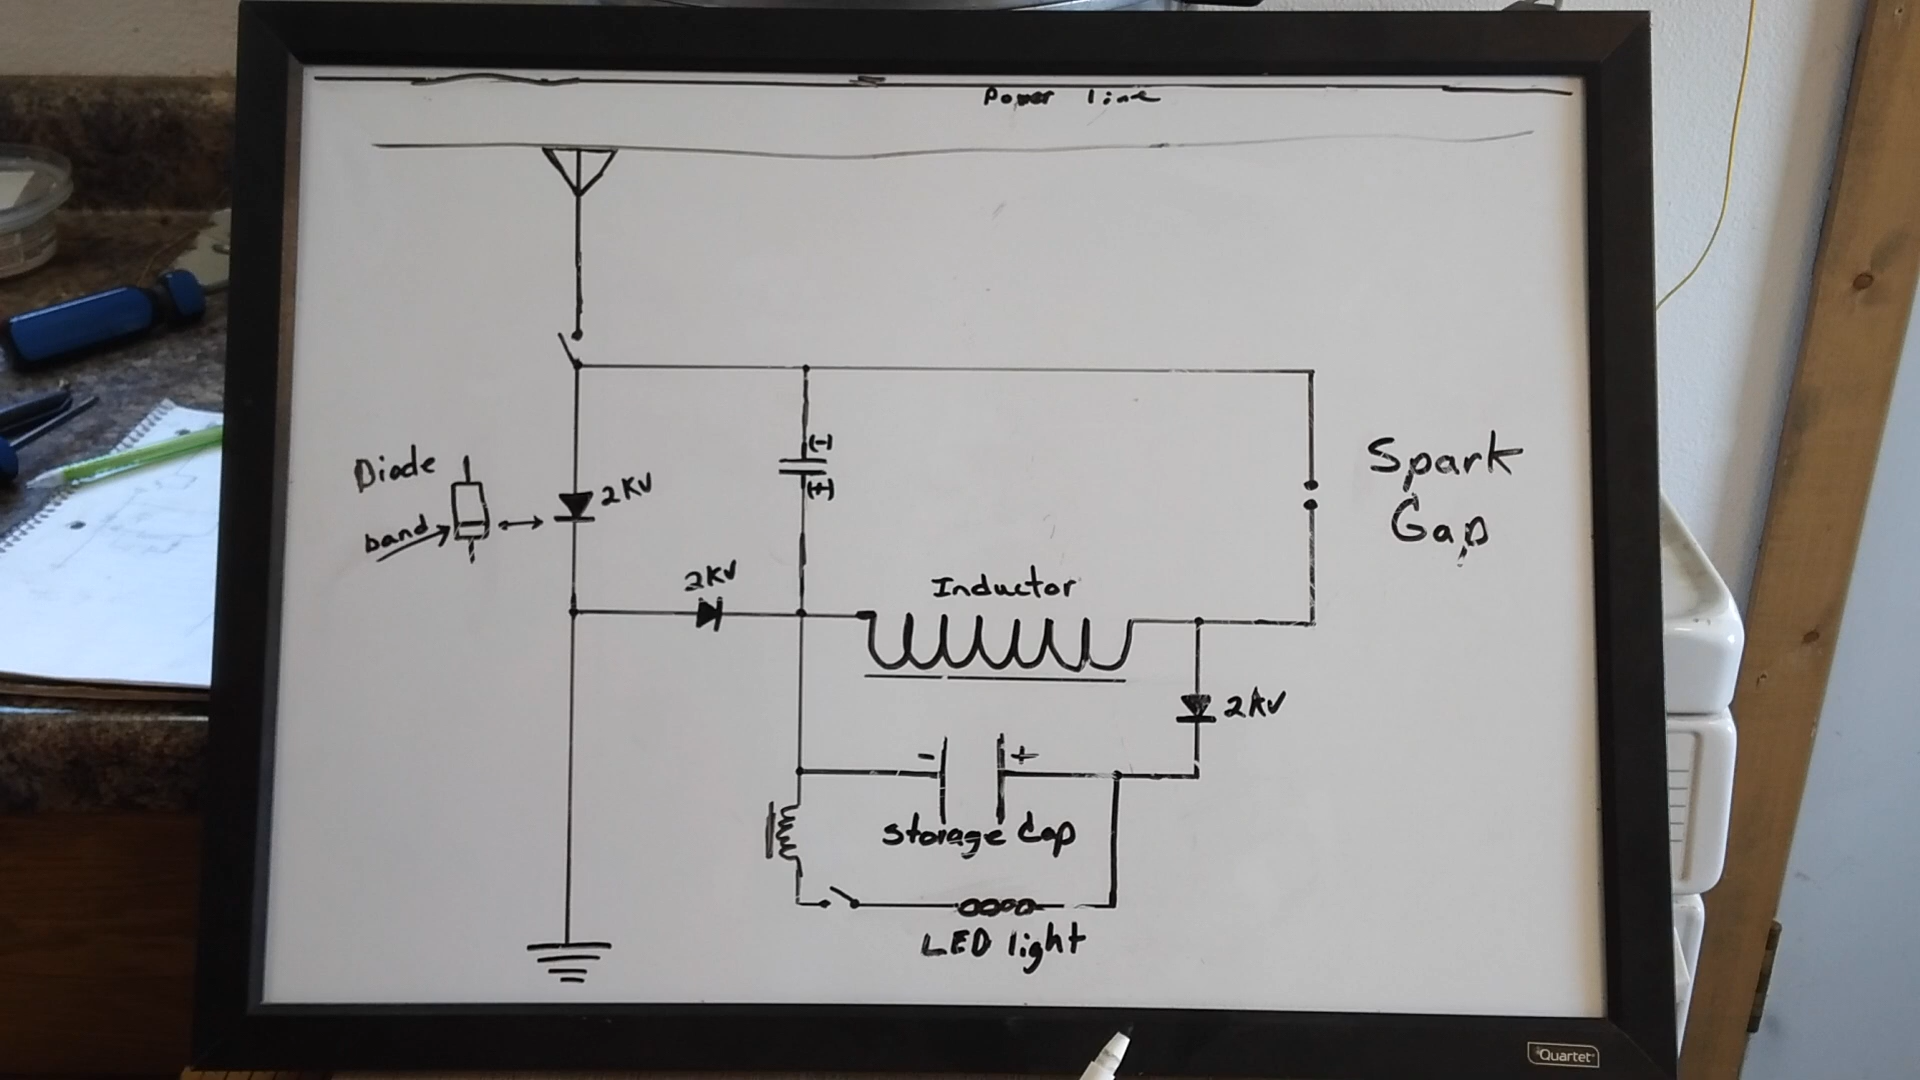 Power line
Diode
band
2KV
(-)
(+)
2KV
Inductor
Spark
Gap
2KV
- +
Storage Cap
LED light
Quartet